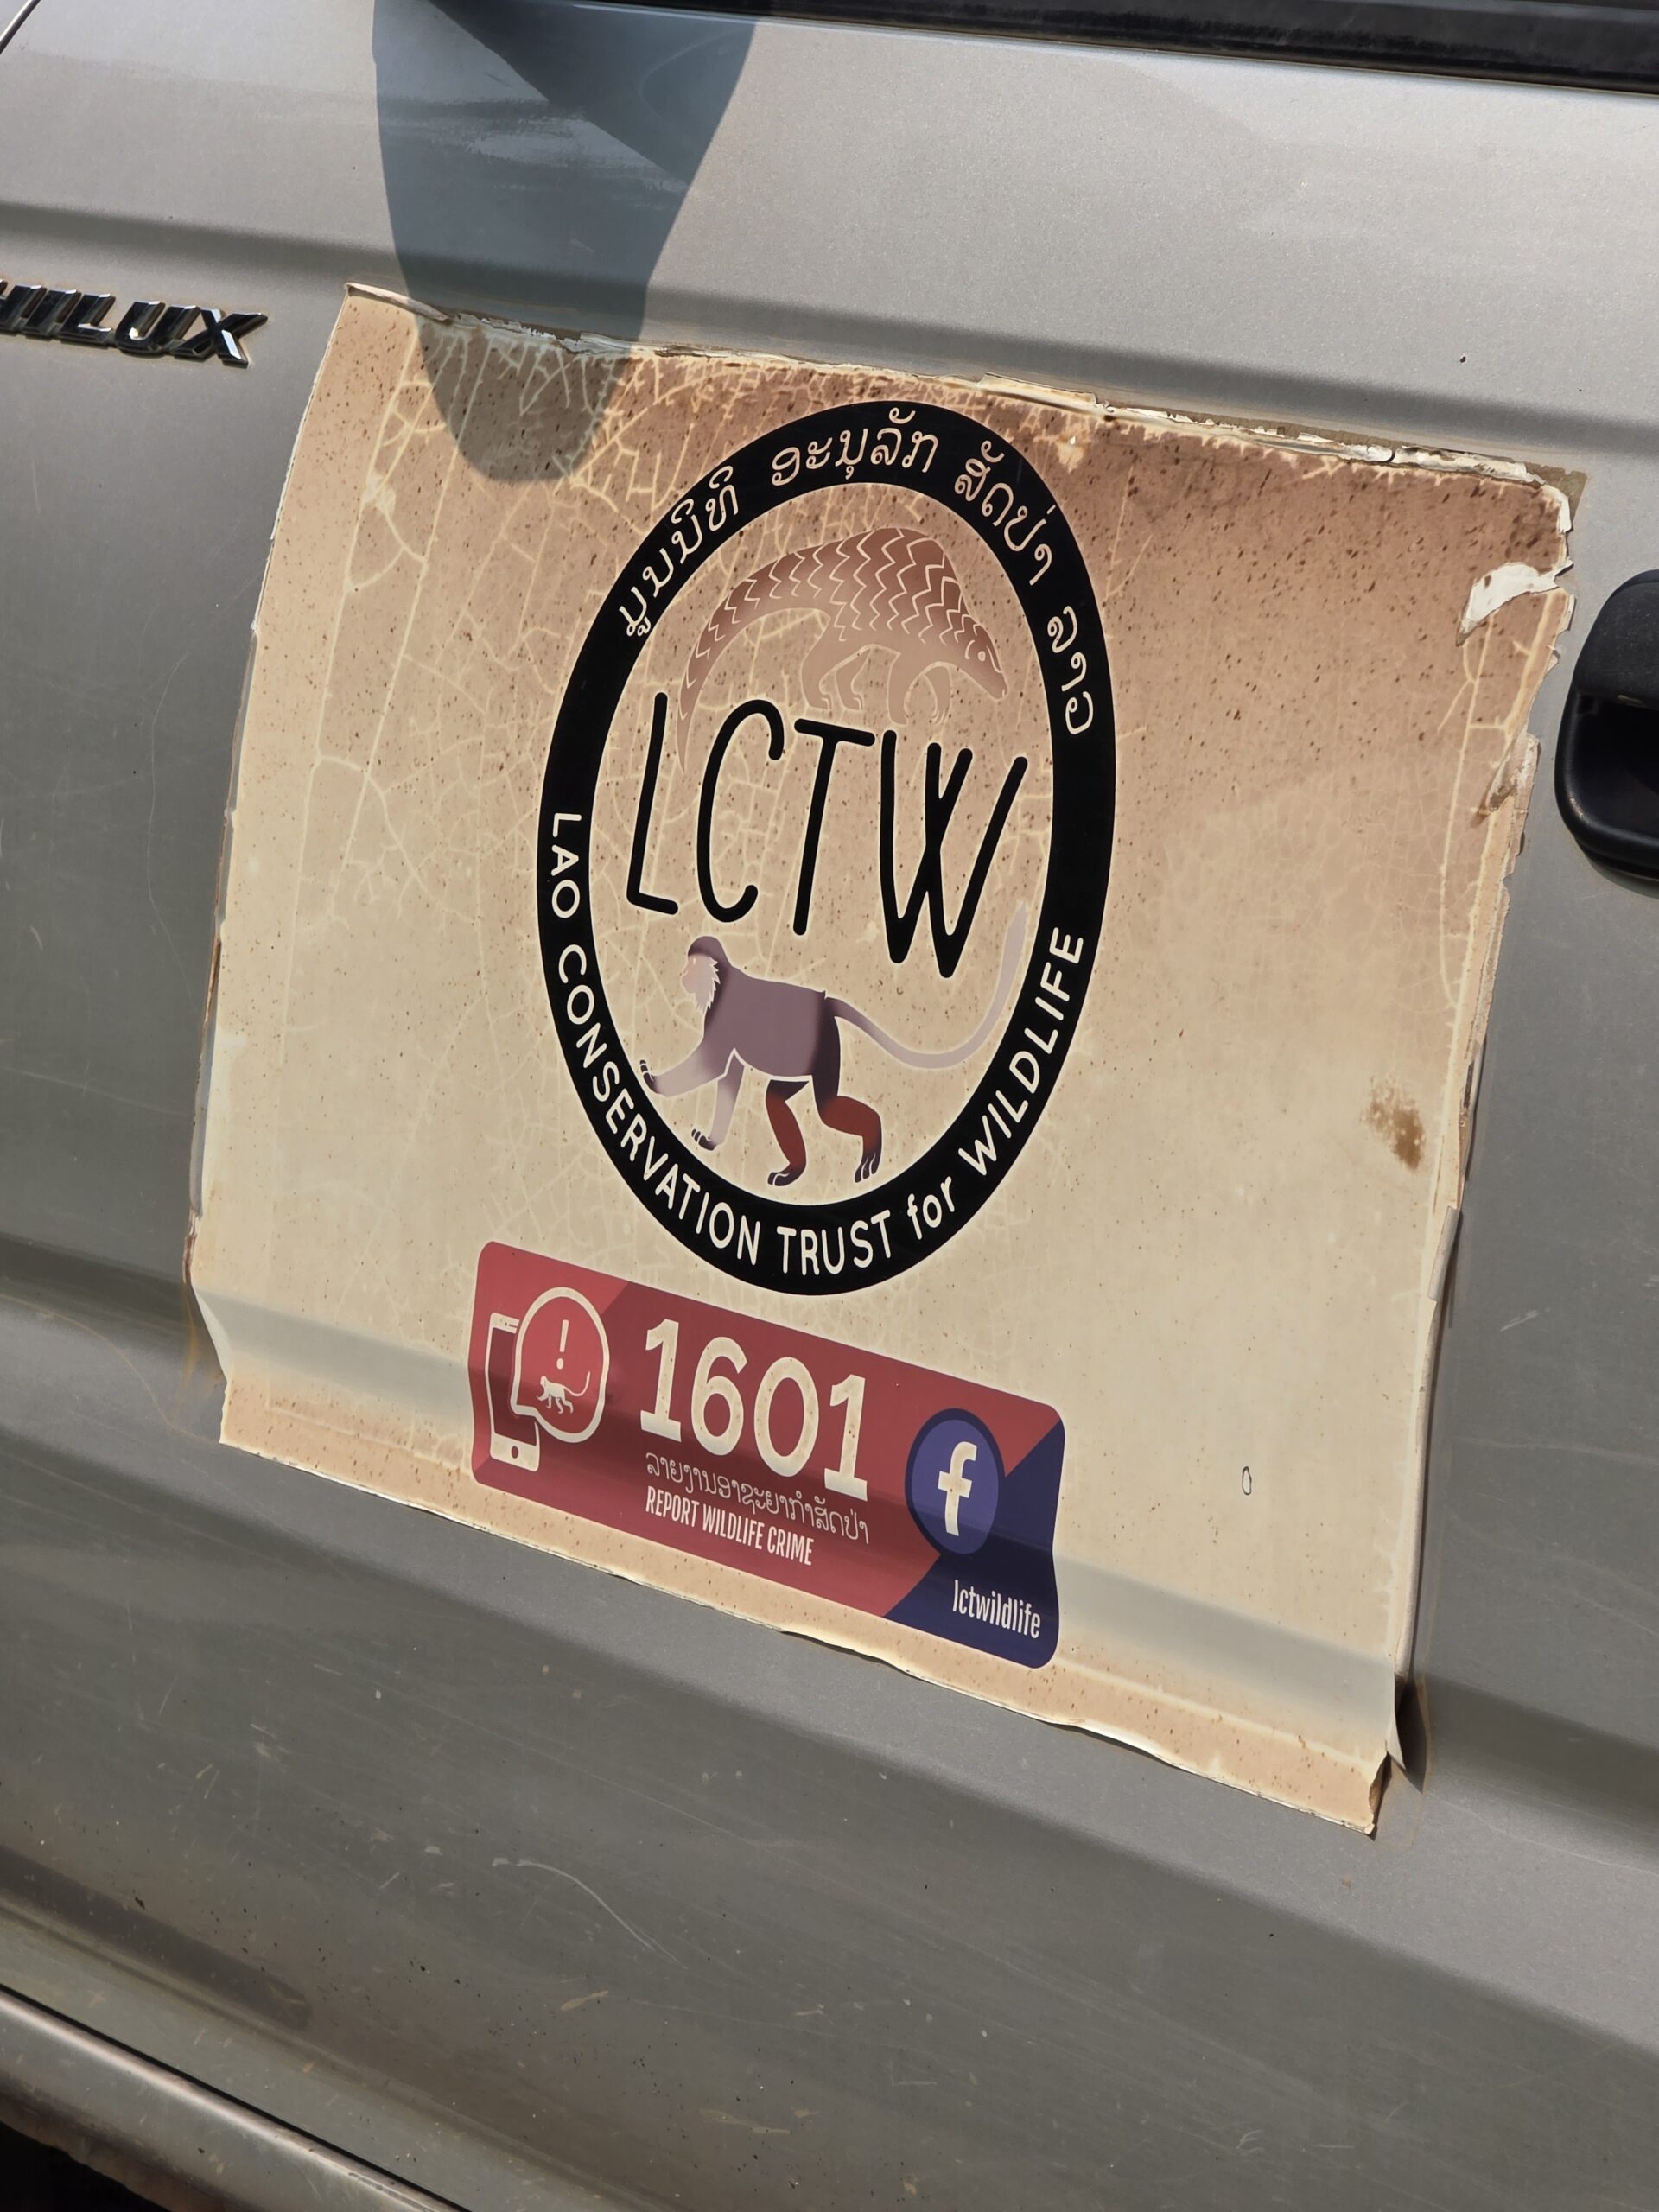 HILUX
ມູນນິທິ ອະນຸລັກ ສັດປ່າ ລາວ
LCTW
LAO CONSERVATION TRUST for WILDLIFE
!
1601
ລາຍງານອາຊະຍາກຳສັດປ່າ
REPORT WILDLIFE CRIME
f
lctwildlife